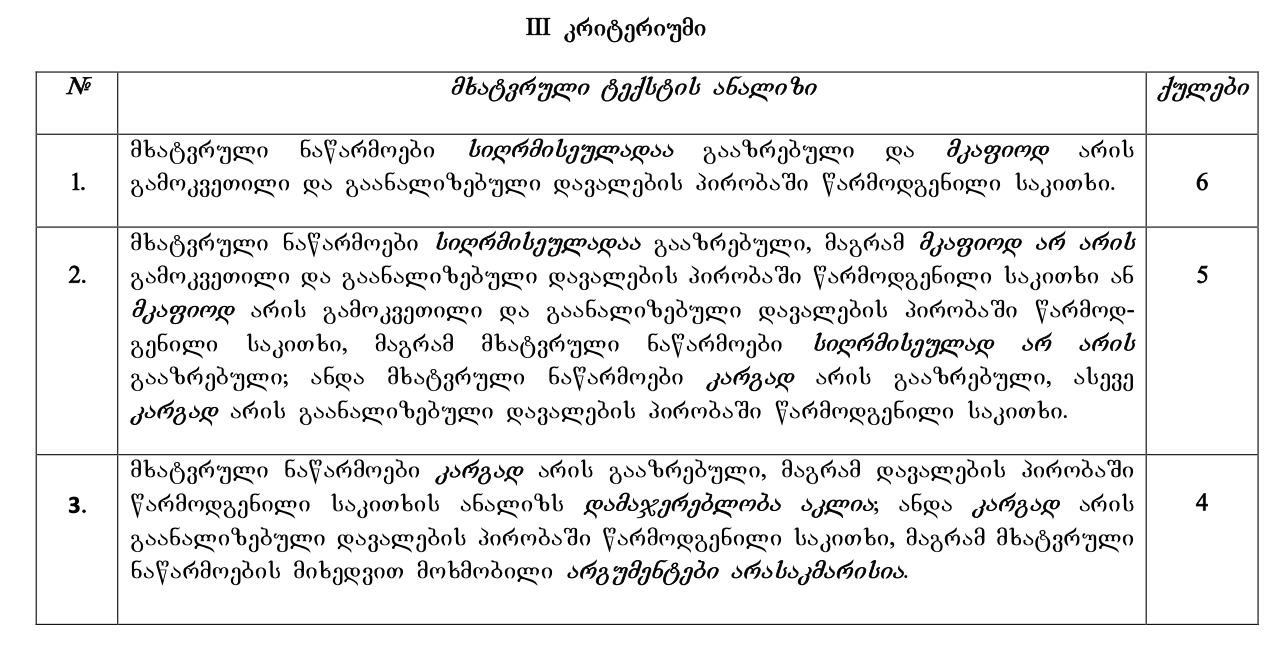 III კრიტერიუმი
№ მხატვრული ტექსტის ანალიზი ქულები
მხატვრული ნაწარმოები სიღრმისეულადაა გააზრებული და მკაფიოდ არის
1. გამოკვეთილი და გაანალიზებული დავალების პირობაში წარმოდგენილი საკითხი. 6
მხატვრული ნაწარმოები სიღრმისეულადაა გააზრებული, მაგრამ მკაფიოდ არ არის
2. გამოკვეთილი და გაანალიზებული დავალების პირობაში წარმოდგენილი საკითხი ან 5
მკაფიოდ არის გამოკვეთილი და გაანალიზებული დავალების პირობაში წარმოდ-
გენილი საკითხი, მაგრამ მხატვრული ნაწარმოები სიღრმისეულად არ არის
გააზრებული; ანდა მხატვრული ნაწარმოები კარგად არის გააზრებული, ასევე
კარგად არის გაანალიზებული დავალების პირობაში წარმოდგენილი საკითხი.
მხატვრული ნაწარმოები კარგად არის გააზრებული, მაგრამ დავალების პირობაში
3. წარმოდგენილი საკითხის ანალიზს დამაჯერებლობა აკლია; ანდა კარგად არის 4
გაანალიზებული დავალების პირობაში წარმოდგენილი საკითხი, მაგრამ მხატვრული
ნაწარმოების მიხედვით მოხმობილი არგუმენტები არასაკმარისია.